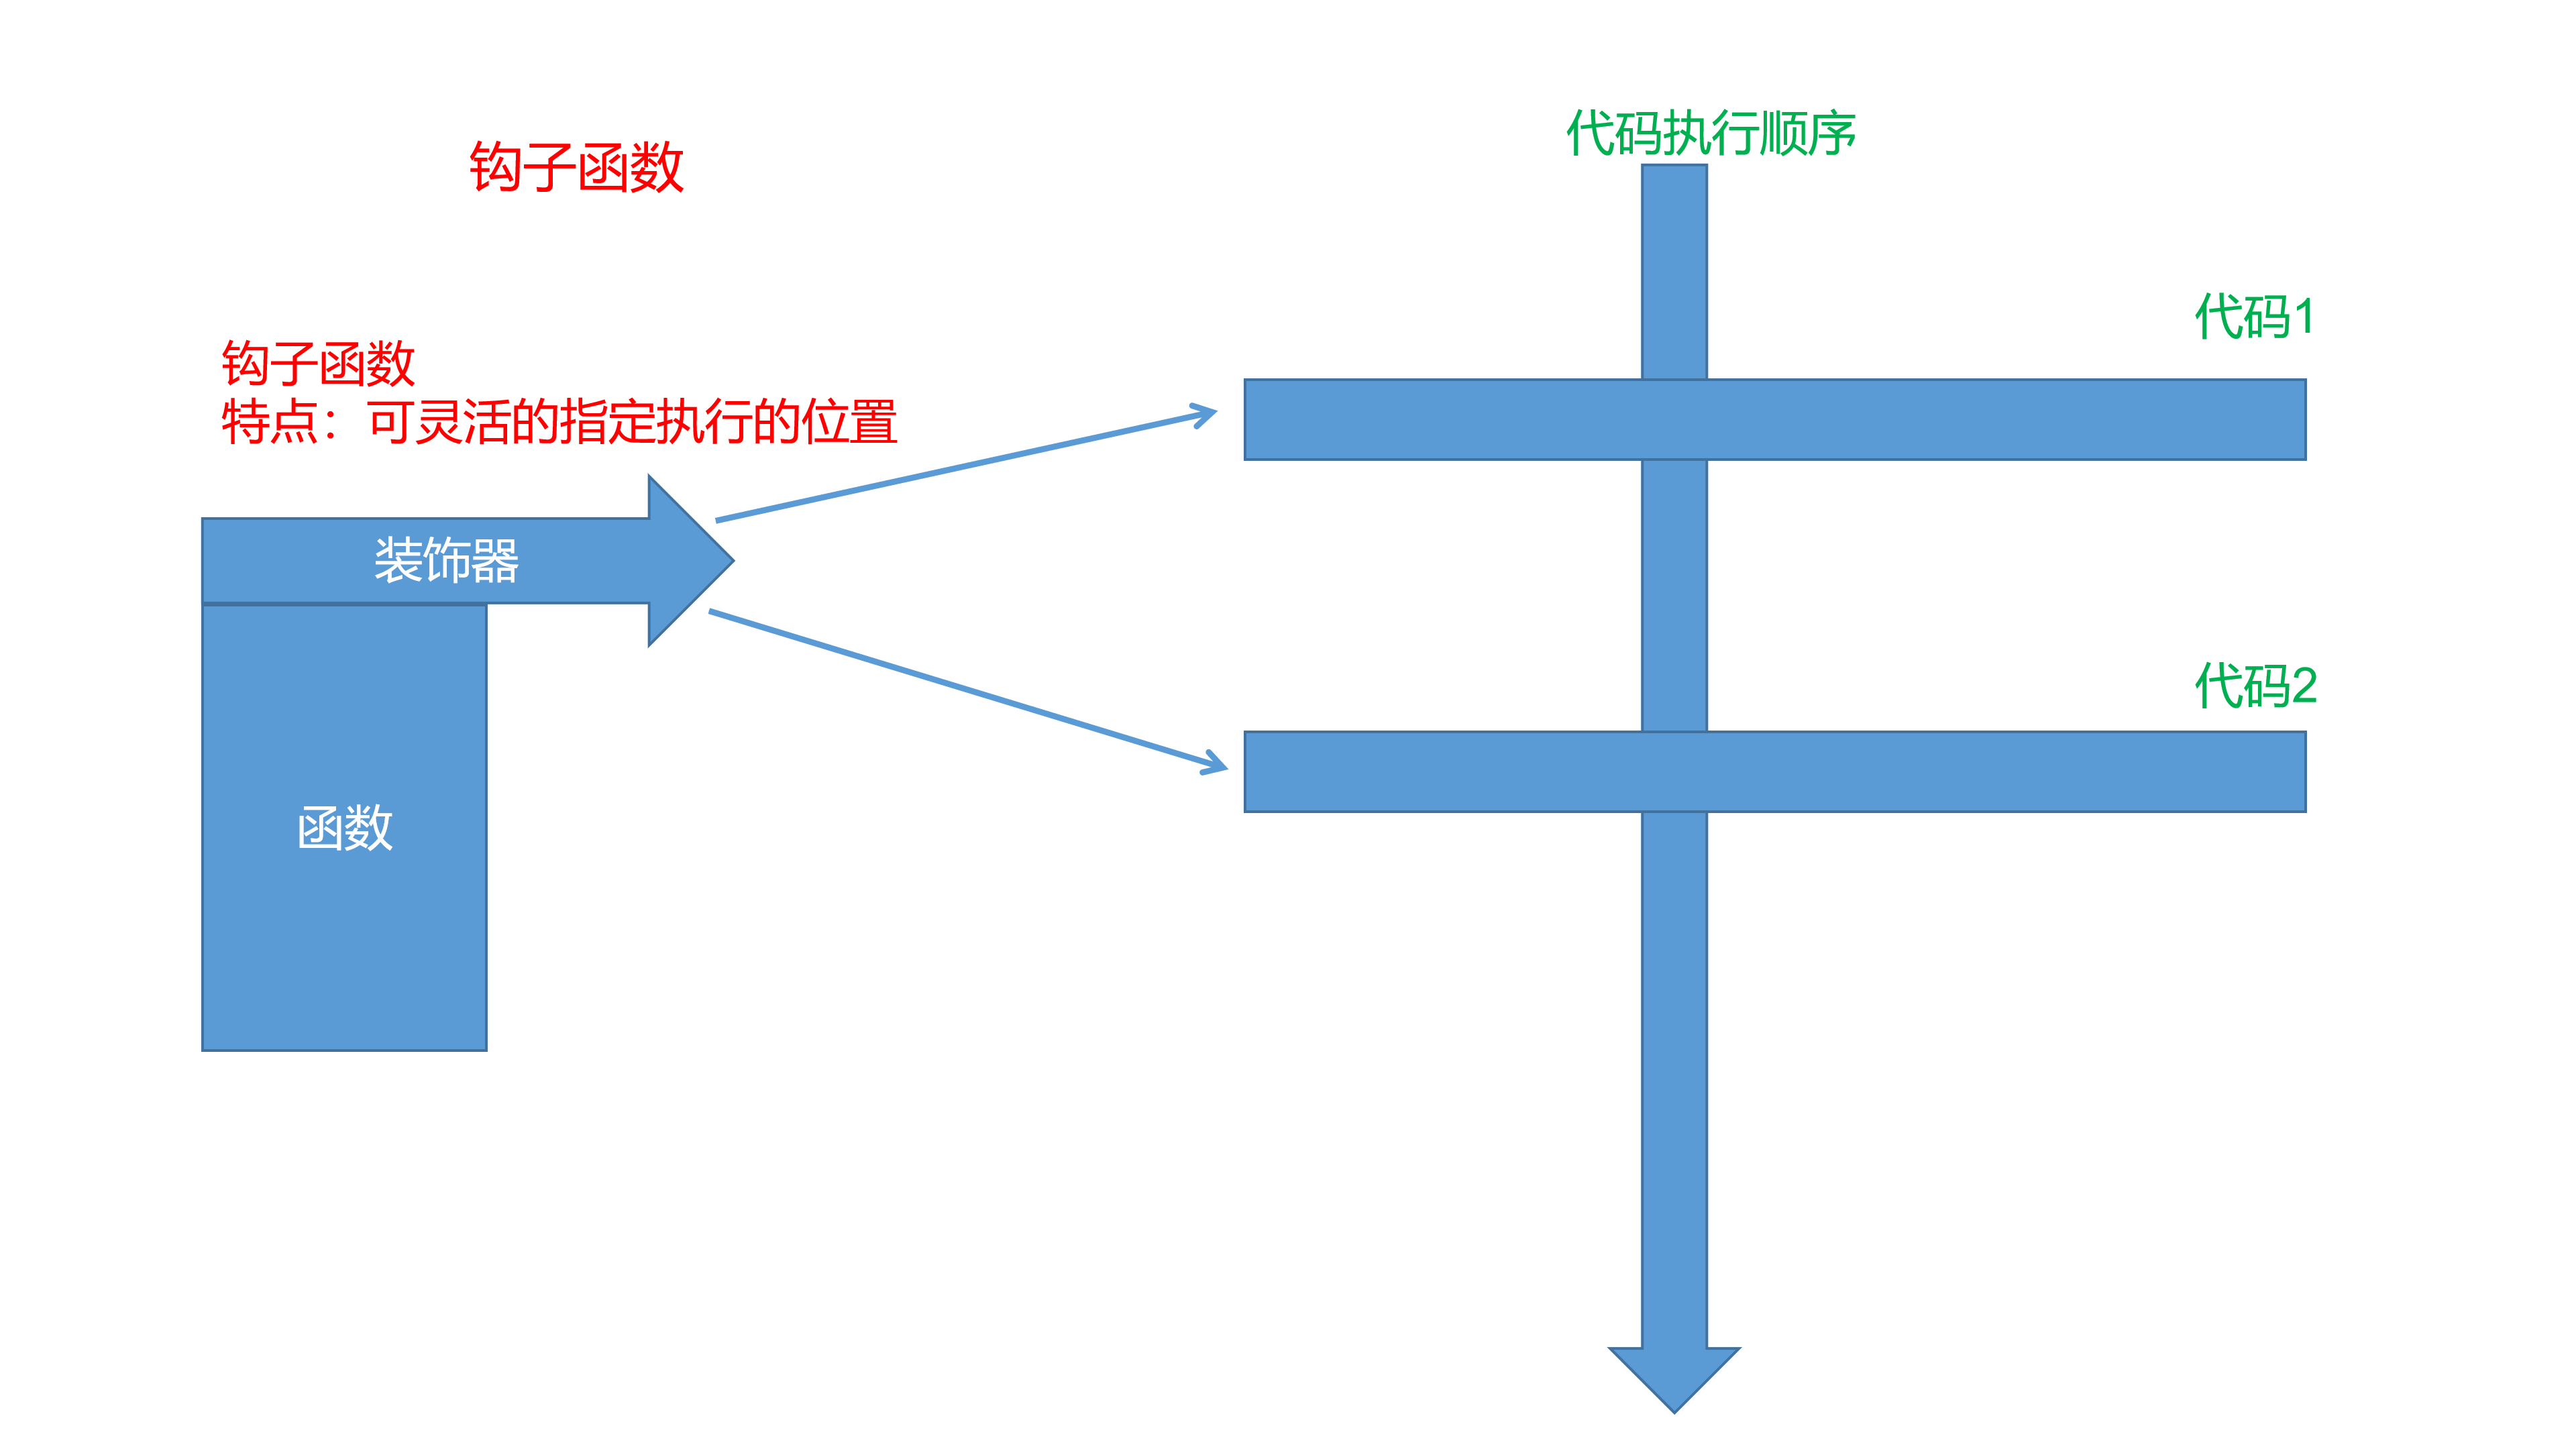 钩子函数
钩子函数
特点：可灵活的指定执行的位置
装饰器
函数
代码执行顺序
代码1
代码2